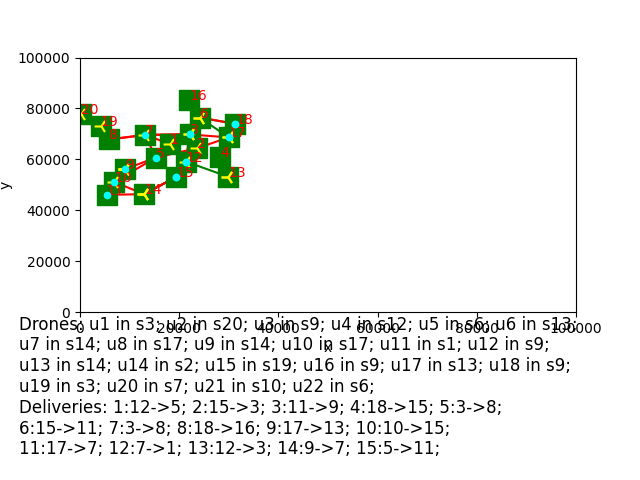 100000
80000
60000
40000
20000
0
y
0 20000 40000 60000 80000 100000
x
16
20
18
9
13
14
Drones: u1 in s3; u2 in s20; u3 in s9; u4 in s12; u5 in s6; u6 in s13;
u7 in s14; u8 in s17; u9 in s14; u10 in s17; u11 in s1; u12 in s9;
u13 in s14; u14 in s2; u15 in s19; u16 in s9; u17 in s13; u18 in s9;
u19 in s3; u20 in s7; u21 in s10; u22 in s6;
Deliveries: 1:12->5; 2:15->3; 3:11->9; 4:18->15; 5:3->8;
6:15->11; 7:3->8; 8:18->16; 9:17->13; 10:10->15;
11:17->7; 12:7->1; 13:12->3; 14:9->7; 15:5->11;